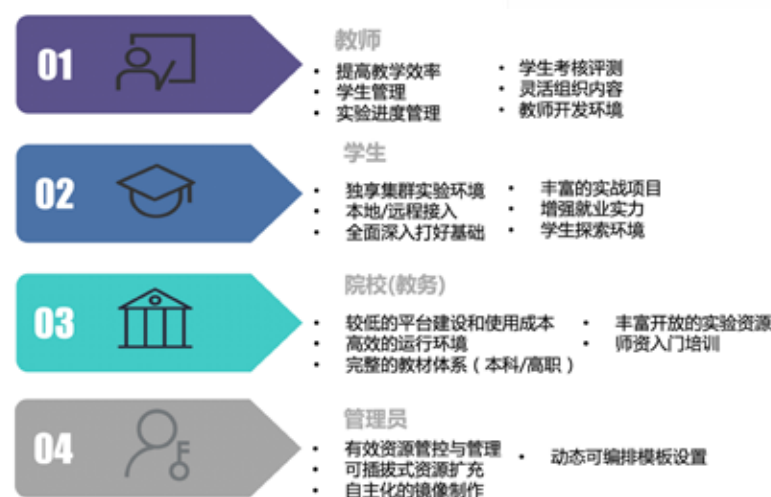 01
教师
• 提高教学效率
• 学生管理
• 实验进度管理
• 学生考核评测
• 灵活组织内容
• 教师开发环境
02
学生
• 独享集群实验环境
• 本地/远程接入
• 全面深入打好基础
• 丰富的实战项目
• 增强就业实力
• 学生探索环境
03
院校(教务)
• 较低的平台建设和使用成本
• 高效的运行环境
• 完整的教材体系（本科/高职）
• 丰富开放的实验资源
• 师资入门培训
04
管理员
• 有效资源管控与管理
• 可插拔式资源扩充
• 自主化的镜像制作
• 动态可编排模板设置